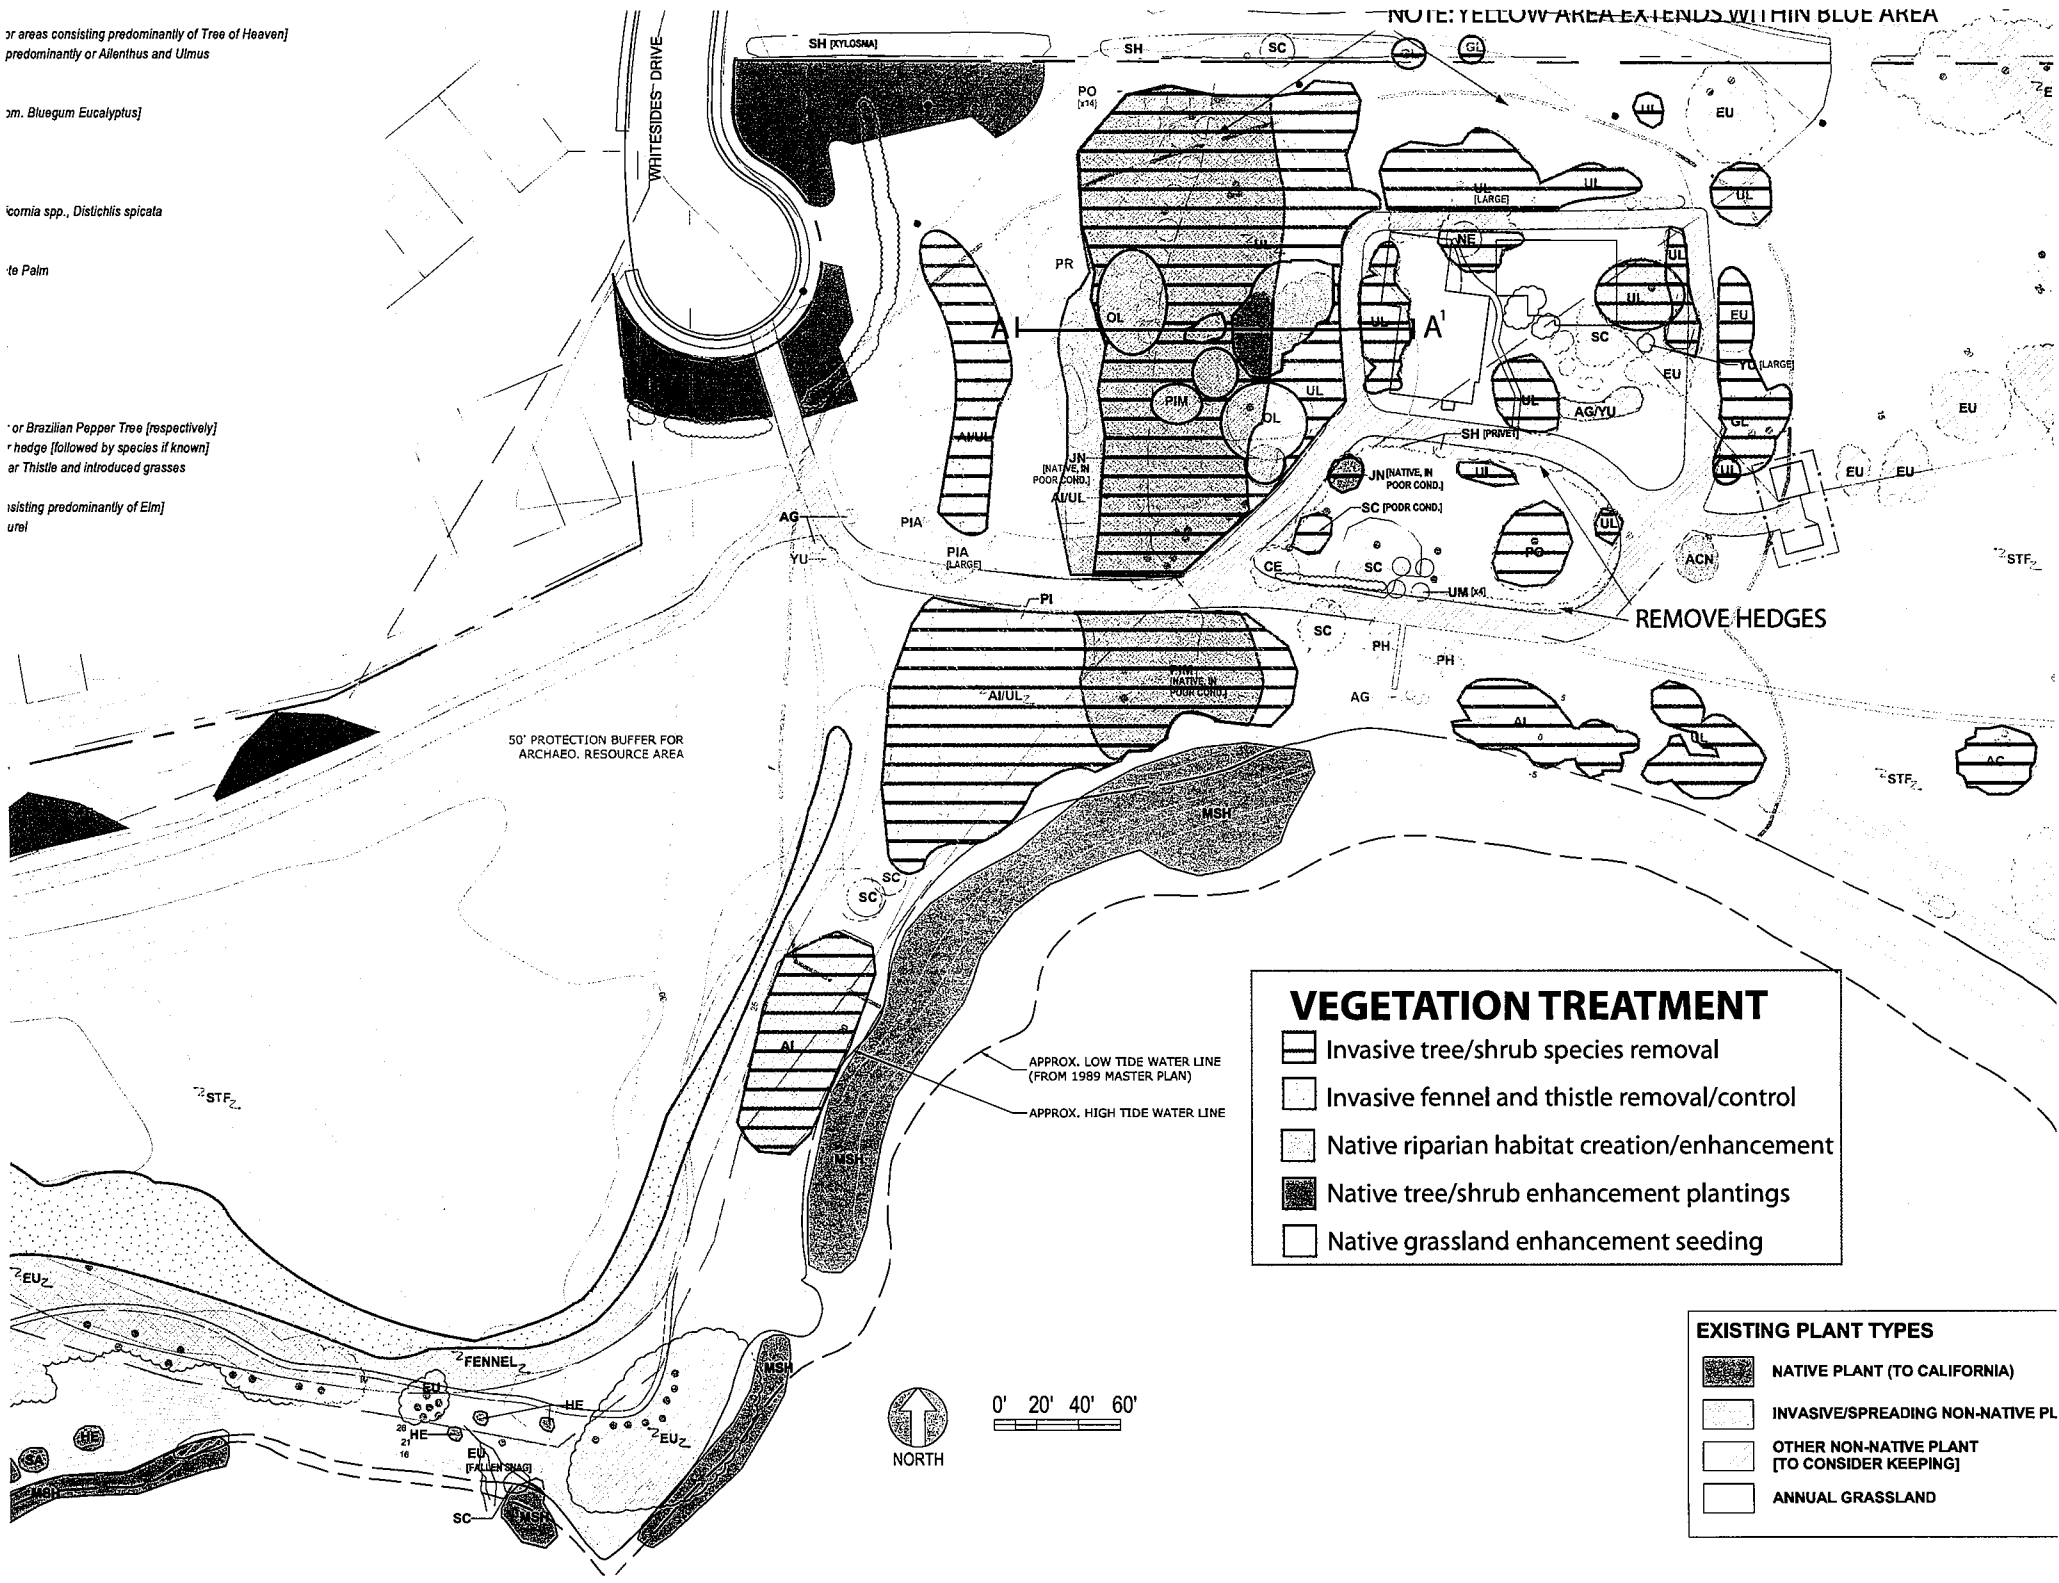 NOTE: YELLOW AREA EXTENDS WITHIN BLUE AREA
or areas consisting predominantly of Tree of Heaven]
predominantly or Ailenthus and Ulmus
om. Bluegum Eucalyptus]
icornia spp., Distichlis spicata
te Palm
or Brazilian Pepper Tree [respectively]
r hedge [followed by species if known]
ar Thistle and introduced grasses
sisting predominantly of Elm]
urel
WHITESIDES DRIVE
SH [XYLOSMA]
SH
SC
GL
GL
PO
[x14]
UL
EU
UL
[LARGE]
UL
UL
NE
UL
UL
PR
OL
A
A¹
UL
UL
SC
EU
YU [LARGE]
EU
UL
PIM
OL
UL
AG/YU
EU
GL
AI/UL
SH [PRIVET]
JN
[NATIVE, IN
POOR COND.]
AI/UL
JN [NATIVE, IN
POOR COND.]
UL
UL
EU
EU
SC [POOR COND.]
AG
PIA
UL
YU
PIA
[LARGE]
PO
ACN
STF
CE
SC
UM [x4]
PI
REMOVE HEDGES
SC
PH
PH
AG
AI/UL
PIM
[NATIVE, IN
POOR COND.]
AI
UL
AC
STF
50' PROTECTION BUFFER FOR
ARCHAEO. RESOURCE AREA
MSH
SC
SC
AI
APPROX. LOW TIDE WATER LINE
(FROM 1989 MASTER PLAN)
APPROX. HIGH TIDE WATER LINE
STF
MSH
VEGETATION TREATMENT
Invasive tree/shrub species removal
Invasive fennel and thistle removal/control
Native riparian habitat creation/enhancement
Native tree/shrub enhancement plantings
Native grassland enhancement seeding
EU
FENNEL
MSH
EU
HE
HE
HE
EU
[FALLEN SNAG]
EU
SA
MSH
SC
MSH
NORTH
0' 20' 40' 60'
EXISTING PLANT TYPES
NATIVE PLANT (TO CALIFORNIA)
INVASIVE/SPREADING NON-NATIVE PL
OTHER NON-NATIVE PLANT
[TO CONSIDER KEEPING]
ANNUAL GRASSLAND